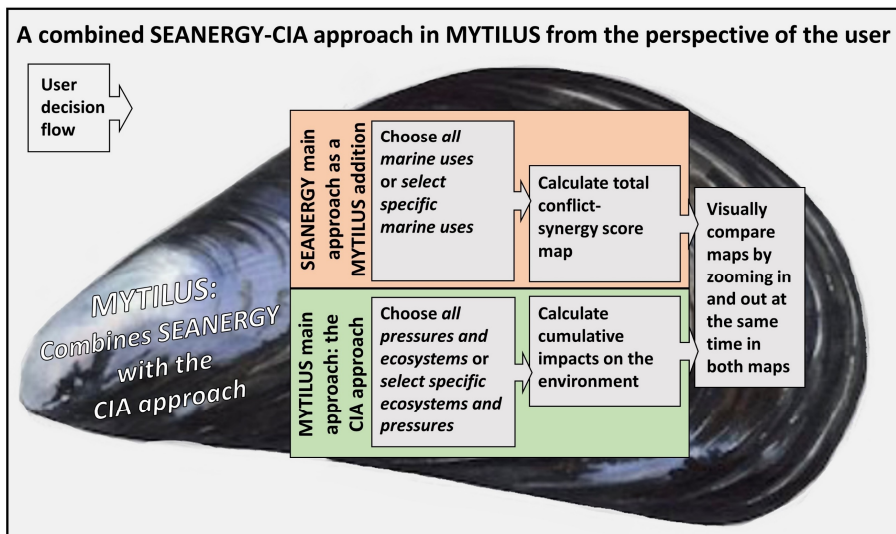 A combined SEANERGY-CIA approach in MYTILUS from the perspective of the user
User
decision
flow
MYTILUS:
Combines SEANERGY
with the
CIA approach
SEANERGY main
approach as a
MYTILUS addition
Choose all
marine uses
or select
specific
marine uses
Calculate total
conflict-
synergy score
map
MYTILUS main
approach: the
CIA approach
Choose all
pressures and
ecosystems or
select specific
ecosystems and
pressures
Calculate
cumulative
impacts on the
environment
Visually
compare
maps by
zooming in
and out at
the same
time in
both maps